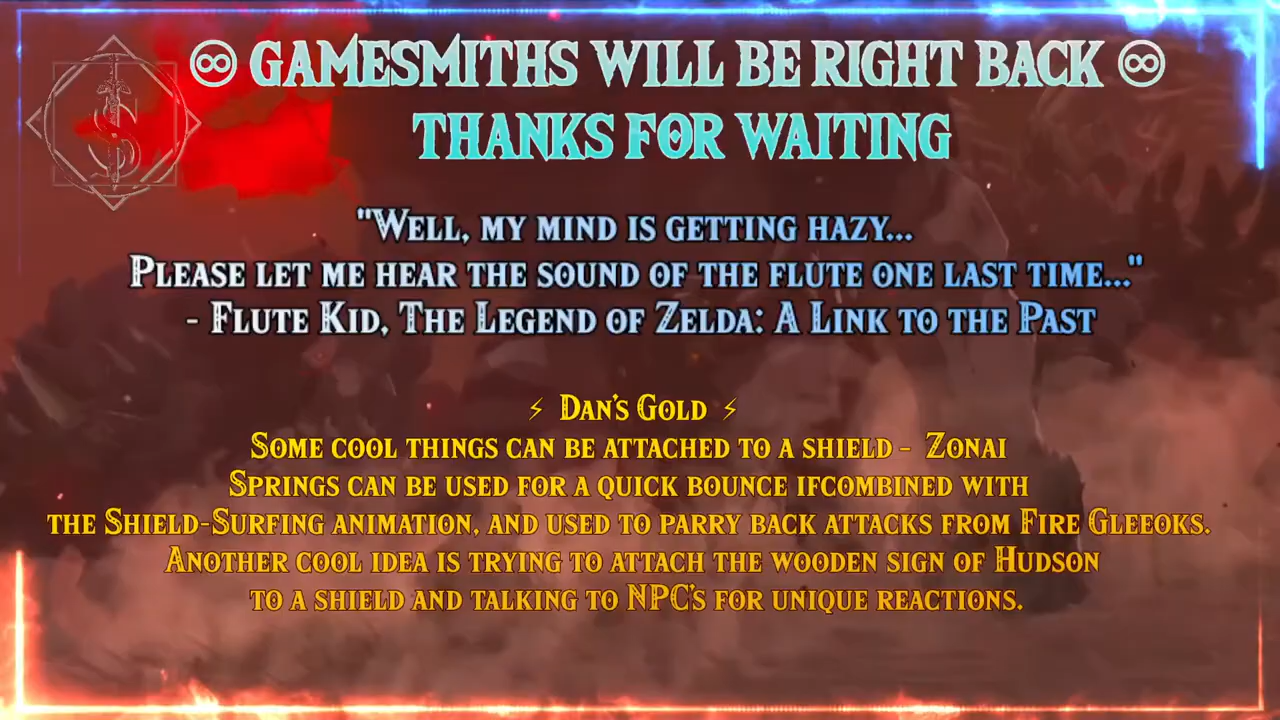 ♾ GAMESMITHS WILL BE RIGHT BACK ♾
THANKS FOR WAITING
"WELL, MY MIND IS GETTING HAZY...
PLEASE LET ME HEAR THE SOUND OF THE FLUTE ONE LAST TIME..."
- FLUTE KID, THE LEGEND OF ZELDA: A LINK TO THE PAST
⚡ DAN'S GOLD ⚡
SOME COOL THINGS CAN BE ATTACHED TO A SHIELD - ZONAI
SPRINGS CAN BE USED FOR A QUICK BOUNCE IFCOMBINED WITH
THE SHIELD-SURFING ANIMATION, AND USED TO PARRY BACK ATTACKS FROM FIRE GLEEOKS.
ANOTHER COOL IDEA IS TRYING TO ATTACH THE WOODEN SIGN OF HUDSON
TO A SHIELD AND TALKING TO NPC'S FOR UNIQUE REACTIONS.